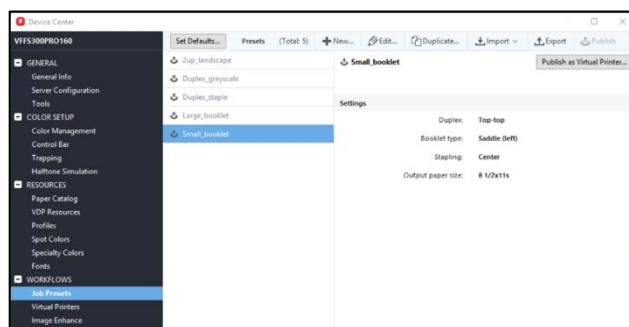 Device Center
VFFS300PRO160
Set Defaults... Presets (Total: 5) New... Edit... Duplicate... Import Export Publish
GENERAL
General Info
Server Configuration
Tools
COLOR SETUP
Color Management
Control Bar
Trapping
Halftone Simulation
RESOURCES
Paper Catalog
VDP Resources
Profiles
Spot Colors
Specialty Colors
Fonts
WORKFLOWS
Job Presets
Virtual Printers
Image Enhance
2up_landscape
Duplex_grayscale
Duplex_staple
Large_booklet
Small_booklet
Small_booklet
Publish as Virtual Printer...
Settings
Duplex: Top-top
Booklet type: Saddle (left)
Stapling: Center
Output paper size: 8 1/2x11s